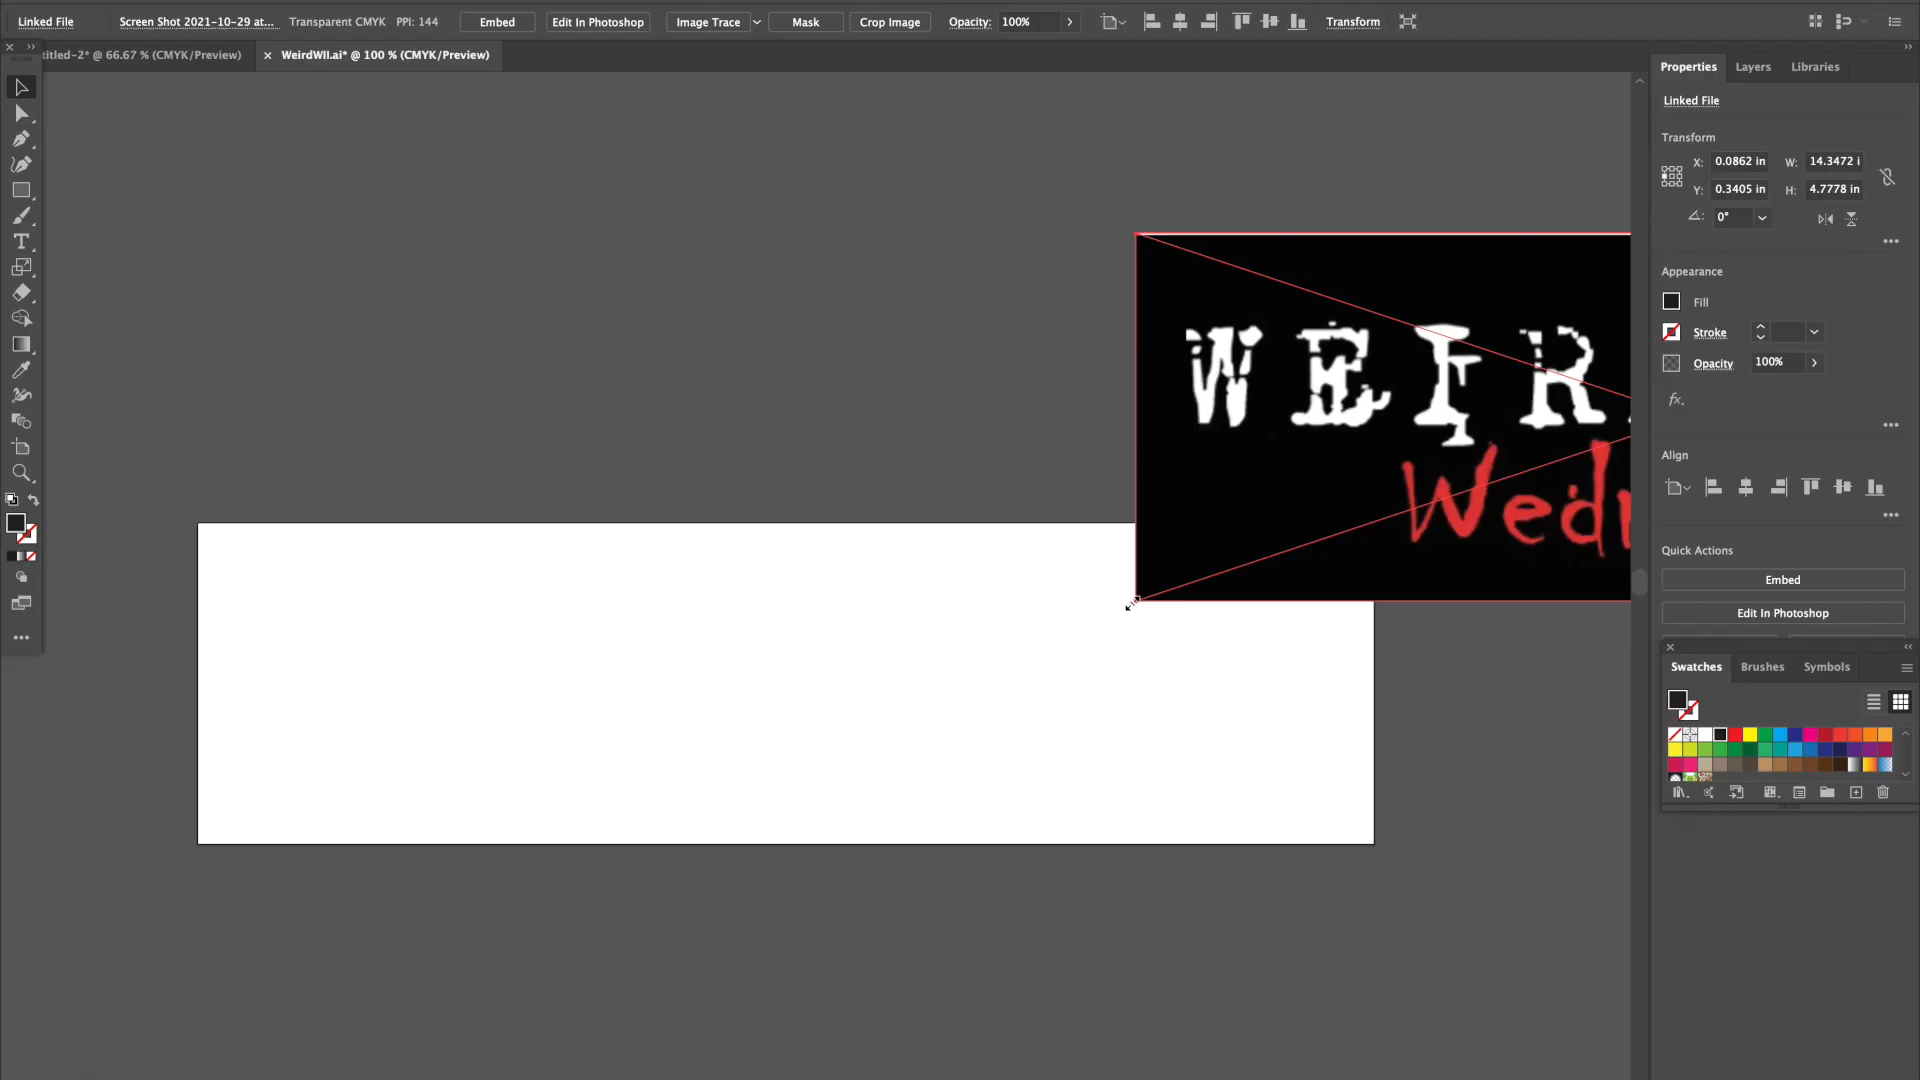 Linked File Screen Shot 2021-10-29 at... Transparent CMYK PPI: 144 Embed Edit In Photoshop Image Trace Mask Crop Image Opacity: 100% Transform
titled-2* @ 66.67 % (CMYK/Preview) WeirdWII.ai* @ 100 % (CMYK/Preview)
Properties Layers Libraries
Linked File
Transform
X: 0.0862 in W: 14.3472 i
Y: 0.3405 in H: 4.7778 in
0°
Appearance
Fill
Stroke
Opacity 100%
fx.
Align
Quick Actions
Embed
Edit In Photoshop
Swatches Brushes Symbols
WEIR
Wed